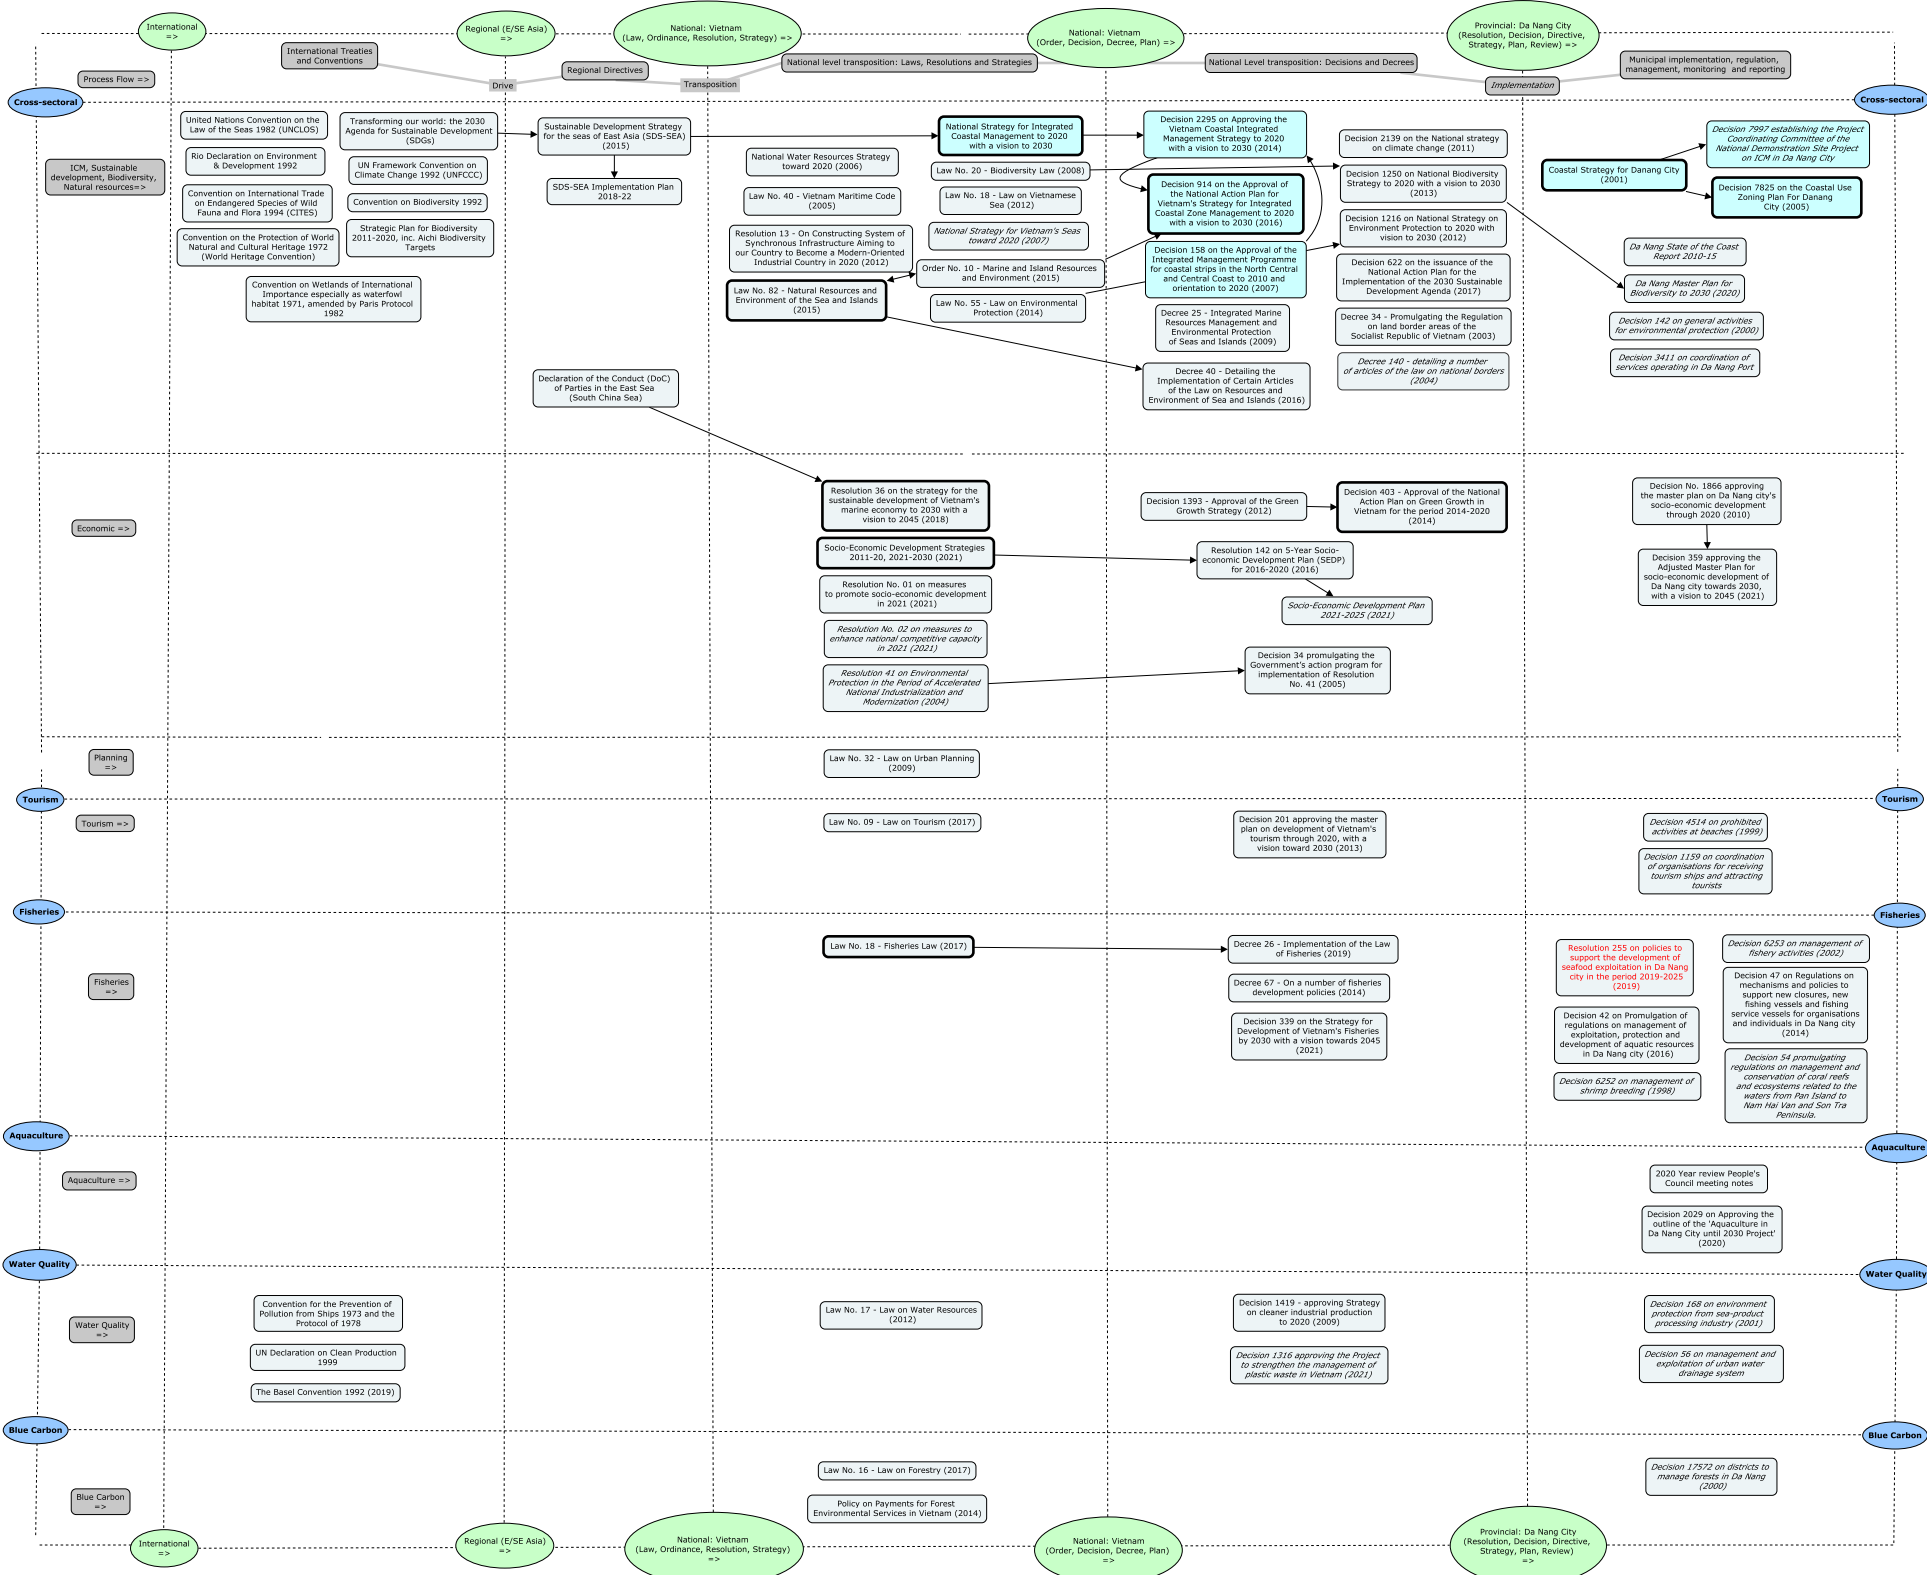 International
=>
Regional (E/SE Asia)
=>
National: Vietnam
(Law, Ordinance, Resolution, Strategy) =>
National: Vietnam
(Order, Decision, Decree, Plan) =>
Provincial: Da Nang City
(Resolution, Decision, Directive,
Strategy, Plan, Review) =>
Process Flow =>
International Treaties
and Conventions
Drive
Regional Directives
Transposition
National level transposition: Laws, Resolutions and Strategies
National Level transposition: Decisions and Decrees
Implementation
Municipal implementation, regulation,
management, monitoring  and reporting
Cross-sectoral
Cross-sectoral
ICM, Sustainable
development, Biodiversity,
Natural resources=>
United Nations Convention on the
Law of the Seas 1982 (UNCLOS)
Rio Declaration on Environment
& Development 1992
Convention on International Trade
on Endangered Species of Wild
Fauna and Flora 1994 (CITES)
Convention on the Protection of World
Natural and Cultural Heritage 1972
(World Heritage Convention)
Convention on Wetlands of International
Importance especially as waterfowl
habitat 1971, amended by Paris Protocol
1982
Transforming our world: the 2030
Agenda for Sustainable Development
(SDGs)
UN Framework Convention on
Climate Change 1992 (UNFCCC)
Convention on Biodiversity 1992
Strategic Plan for Biodiversity
2011-2020, inc. Aichi Biodiversity
Targets
Sustainable Development Strategy
for the seas of East Asia (SDS-SEA)
(2015)
SDS-SEA Implementation Plan
2018-22
Declaration of the Conduct (DoC)
of Parties in the East Sea
(South China Sea)
National Water Resources Strategy
toward 2020 (2006)
Law No. 40 - Vietnam Maritime Code
(2005)
Resolution 13 - On Constructing System of
Synchronous Infrastructure Aiming to
our Country to Become a Modern-Oriented
Industrial Country in 2020 (2012)
Law No. 82 - Natural Resources and
Environment of the Sea and Islands
(2015)
National Strategy for Integrated
Coastal Management to 2020
with a vision to 2030
Law No. 20 - Biodiversity Law (2008)
Law No. 18 - Law on Vietnamese
Sea (2012)
National Strategy for Vietnam's Seas
toward 2020 (2007)
Order No. 10 - Marine and Island Resources
and Environment (2015)
Law No. 55 - Law on Environmental
Protection (2014)
Decision 2295 on Approving the
Vietnam Coastal Integrated
Management Strategy to 2020
with a vision to 2030 (2014)
Decision 914 on the Approval of
the National Action Plan for
Vietnam's Strategy for Integrated
Coastal Zone Management to 2020
with a vision to 2030 (2016)
Decision 158 on the Approval of the
Integrated Management Programme
for coastal strips in the North Central
and Central Coast to 2010 and
orientation to 2020 (2007)
Decree 25 - Integrated Marine
Resources Management and
Environmental Protection
of Seas and Islands (2009)
Decree 40 - Detailing the
Implementation of Certain Articles
of the Law on Resources and
Environment of Sea and Islands (2016)
Decision 2139 on the National strategy
on climate change (2011)
Decision 1250 on National Biodiversity
Strategy to 2020 with a vision to 2030
(2013)
Decision 1216 on National Strategy on
Environment Protection to 2020 with
vision to 2030 (2012)
Decision 622 on the issuance of the
National Action Plan for the
Implementation of the 2030 Sustainable
Development Agenda (2017)
Decree 34 - Promulgating the Regulation
on land border areas of the
Socialist Republic of Vietnam (2003)
Decree 140 - detailing a number
of articles of the law on national borders
(2004)
Coastal Strategy for Danang City
(2001)
Decision 7997 establishing the Project
Coordinating Committee of the
National Demonstration Site Project
on ICM in Da Nang City
Decision 7825 on the Coastal Use
Zoning Plan For Danang
City (2005)
Da Nang State of the Coast
Report 2010-15
Da Nang Master Plan for
Biodiversity to 2030 (2020)
Decision 142 on general activities
for environmental protection (2000)
Decision 3411 on coordination of
services operating in Da Nang Port
Economic =>
Resolution 36 on the strategy for the
sustainable development of Vietnam's
marine economy to 2030 with a
vision to 2045 (2018)
Socio-Economic Development Strategies
2011-20, 2021-2030 (2021)
Resolution No. 01 on measures
to promote socio-economic development
in 2021 (2021)
Resolution No. 02 on measures to
enhance national competitive capacity
in 2021 (2021)
Resolution 41 on Environmental
Protection in the Period of Accelerated
National Industrialization and
Modernization (2004)
Decision 1393 - Approval of the Green
Growth Strategy (2012)
Decision 403 - Approval of the National
Action Plan on Green Growth in
Vietnam for the period 2014-2020
(2014)
Resolution 142 on 5-Year Socio-
economic Development Plan (SEDP)
for 2016-2020 (2016)
Socio-Economic Development Plan
2021-2025 (2021)
Decision 34 promulgating the
Government's action program for
implementation of Resolution
No. 41 (2005)
Decision No. 1866 approving
the master plan on Da Nang city's
socio-economic development
through 2020 (2010)
Decision 359 approving the
Adjusted Master Plan for
socio-economic development of
Da Nang city towards 2030,
with a vision to 2045 (2021)
Planning
=>
Law No. 32 - Law on Urban Planning
(2009)
Tourism
Tourism
Tourism =>
Law No. 09 - Law on Tourism (2017)
Decision 201 approving the master
plan on development of Vietnam's
tourism through 2020, with a
vision toward 2030 (2013)
Decision 4514 on prohibited
activities at beaches (1999)
Decision 1159 on coordination
of organisations for receiving
tourism ships and attracting
tourists
Fisheries
Fisheries
Fisheries
=>
Law No. 18 - Fisheries Law (2017)
Decree 26 - Implementation of the Law
of Fisheries (2019)
Decree 67 - On a number of fisheries
development policies (2014)
Decision 339 on the Strategy for
Development of Vietnam's Fisheries
by 2030 with a vision towards 2045
(2021)
Resolution 255 on policies to
support the development of
seafood exploitation in Da Nang
city in the period 2019-2025
(2019)
Decision 42 on Promulgation of
regulations on management of
exploitation, protection and
development of aquatic resources
in Da Nang city (2016)
Decision 6252 on management of
shrimp breeding (1998)
Decision 6253 on management of
fishery activities (2002)
Decision 47 on Regulations on
mechanisms and policies to
support new closures, new
fishing vessels and fishing
service vessels for organisations
and individuals in Da Nang city
(2014)
Decision 54 promulgating
regulations on management and
conservation of coral reefs
and ecosystems related to the
waters from Pan Island to
Nam Hai Van and Son Tra
Peninsula.
Aquaculture
Aquaculture
Aquaculture =>
2020 Year review People's
Council meeting notes
Decision 2029 on Approving the
outline of the 'Aquaculture in
Da Nang City until 2030 Project'
(2020)
Water Quality
Water Quality
Water Quality
=>
Convention for the Prevention of
Pollution from Ships 1973 and the
Protocol of 1978
UN Declaration on Clean Production
1999
The Basel Convention 1992 (2019)
Law No. 17 - Law on Water Resources
(2012)
Decision 1419 - approving Strategy
on cleaner industrial production
to 2020 (2009)
Decision 1316 approving the Project
to strengthen the management of
plastic waste in Vietnam (2021)
Decision 168 on environment
protection from sea-product
processing industry (2001)
Decision 56 on management and
exploitation of urban water
drainage system
Blue Carbon
Blue Carbon
Blue Carbon
=>
Law No. 16 - Law on Forestry (2017)
Policy on Payments for Forest
Environmental Services in Vietnam (2014)
Decision 17572 on districts to
manage forests in Da Nang
(2000)
International
=>
Regional (E/SE Asia)
=>
National: Vietnam
(Law, Ordinance, Resolution, Strategy)
=>
National: Vietnam
(Order, Decision, Decree, Plan)
=>
Provincial: Da Nang City
(Resolution, Decision, Directive,
Strategy, Plan, Review)
=>